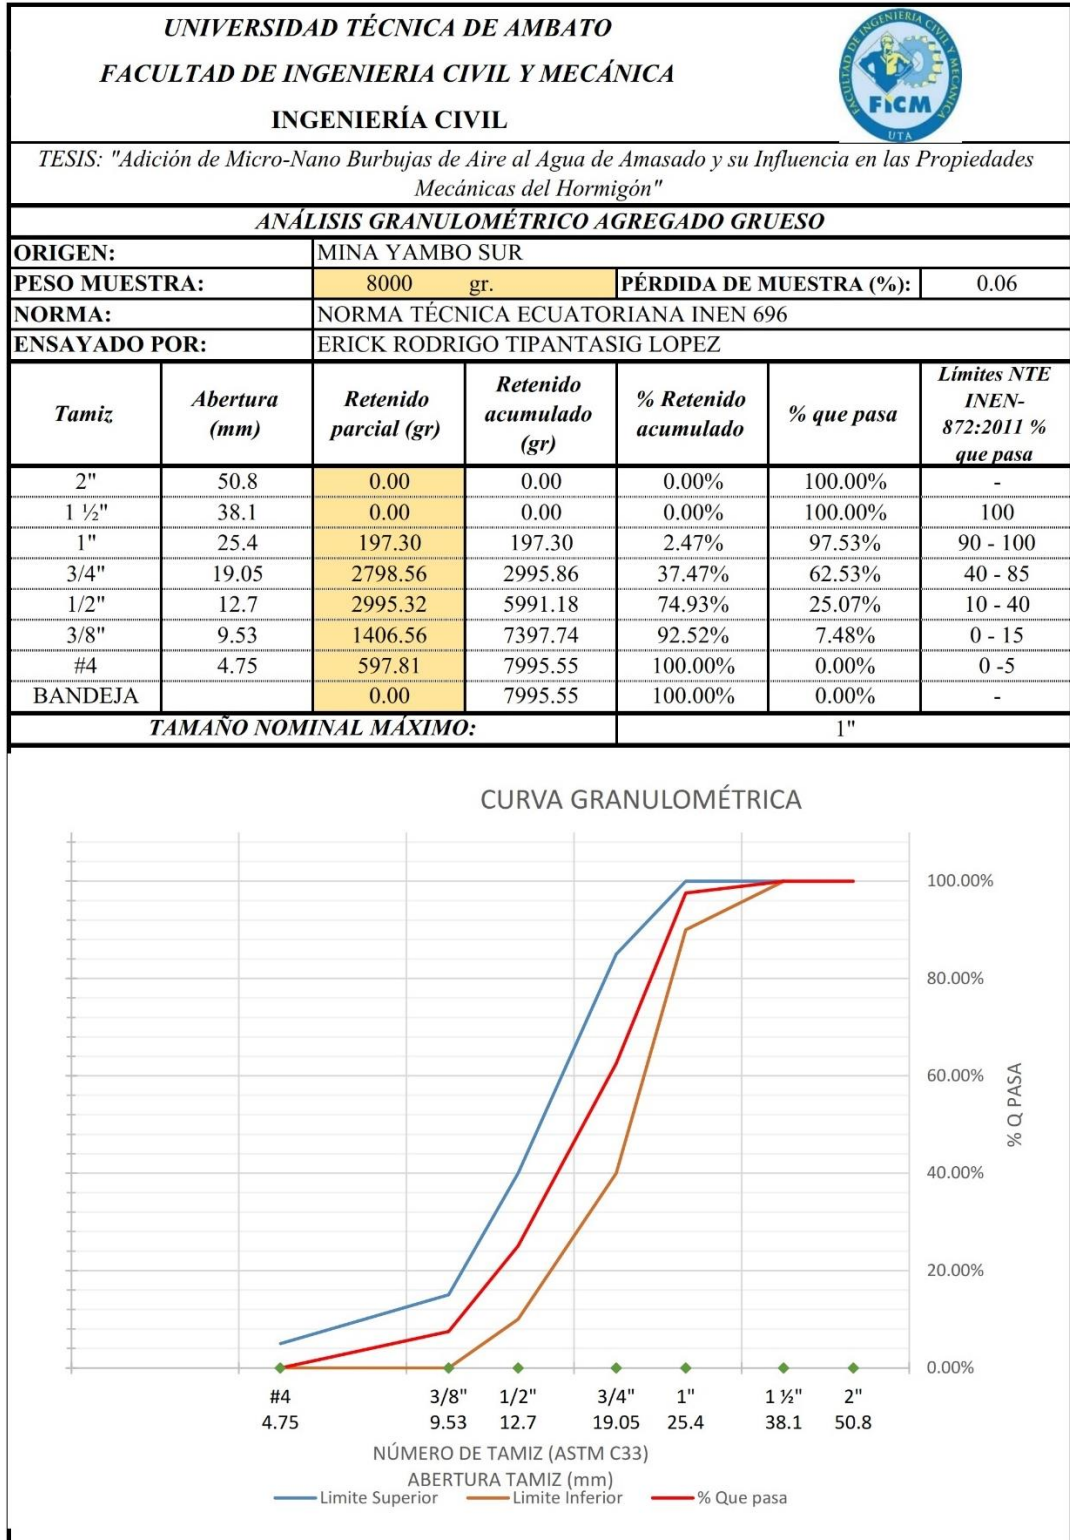 UNIVERSIDAD TÉCNICA DE AMBATO
FACULTAD DE INGENIERIA CIVIL Y MECÁNICA
INGENIERÍA CIVIL
FACULTAD DE INGENIERIA CIVIL Y MECANICA
FICM
UTA
TESIS: "Adición de Micro-Nano Burbujas de Aire al Agua de Amasado y su Influencia en las Propiedades
Mecánicas del Hormigón"
ANÁLISIS GRANULOMÉTRICO AGREGADO GRUESO
ORIGEN: MINA YAMBO SUR
PESO MUESTRA: 8000 gr. PÉRDIDA DE MUESTRA (%): 0.06
NORMA: NORMA TÉCNICA ECUATORIANA INEN 696
ENSAYADO POR: ERICK RODRIGO TIPANTASIG LOPEZ
Tamiz
Abertura
(mm)
Retenido
parcial (gr)
Retenido
acumulado
(gr)
% Retenido
acumulado
% que pasa
Límites NTE
INEN-
872:2011 %
que pasa
2" 50.8 0.00 0.00 0.00% 100.00% -
1 ½" 38.1 0.00 0.00 0.00% 100.00% 100
1" 25.4 197.30 197.30 2.47% 97.53% 90 - 100
3/4" 19.05 2798.56 2995.86 37.47% 62.53% 40 - 85
1/2" 12.7 2995.32 5991.18 74.93% 25.07% 10 - 40
3/8" 9.53 1406.56 7397.74 92.52% 7.48% 0 - 15
#4 4.75 597.81 7995.55 100.00% 0.00% 0 -5
BANDEJA 0.00 7995.55 100.00% 0.00% -
TAMAÑO NOMINAL MÁXIMO: 1"
CURVA GRANULOMÉTRICA
100.00%
80.00%
60.00%
40.00%
20.00%
0.00%
% Q PASA
#4 3/8" 1/2" 3/4" 1" 1 ½" 2"
4.75 9.53 12.7 19.05 25.4 38.1 50.8
NÚMERO DE TAMIZ (ASTM C33)
ABERTURA TAMIZ (mm)
Limite Superior Limite Inferior % Que pasa